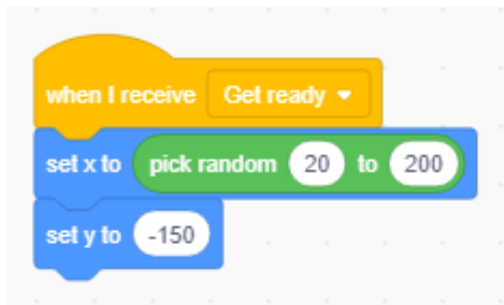 when I receive Get ready
set x to pick random 20 to 200
set y to -150